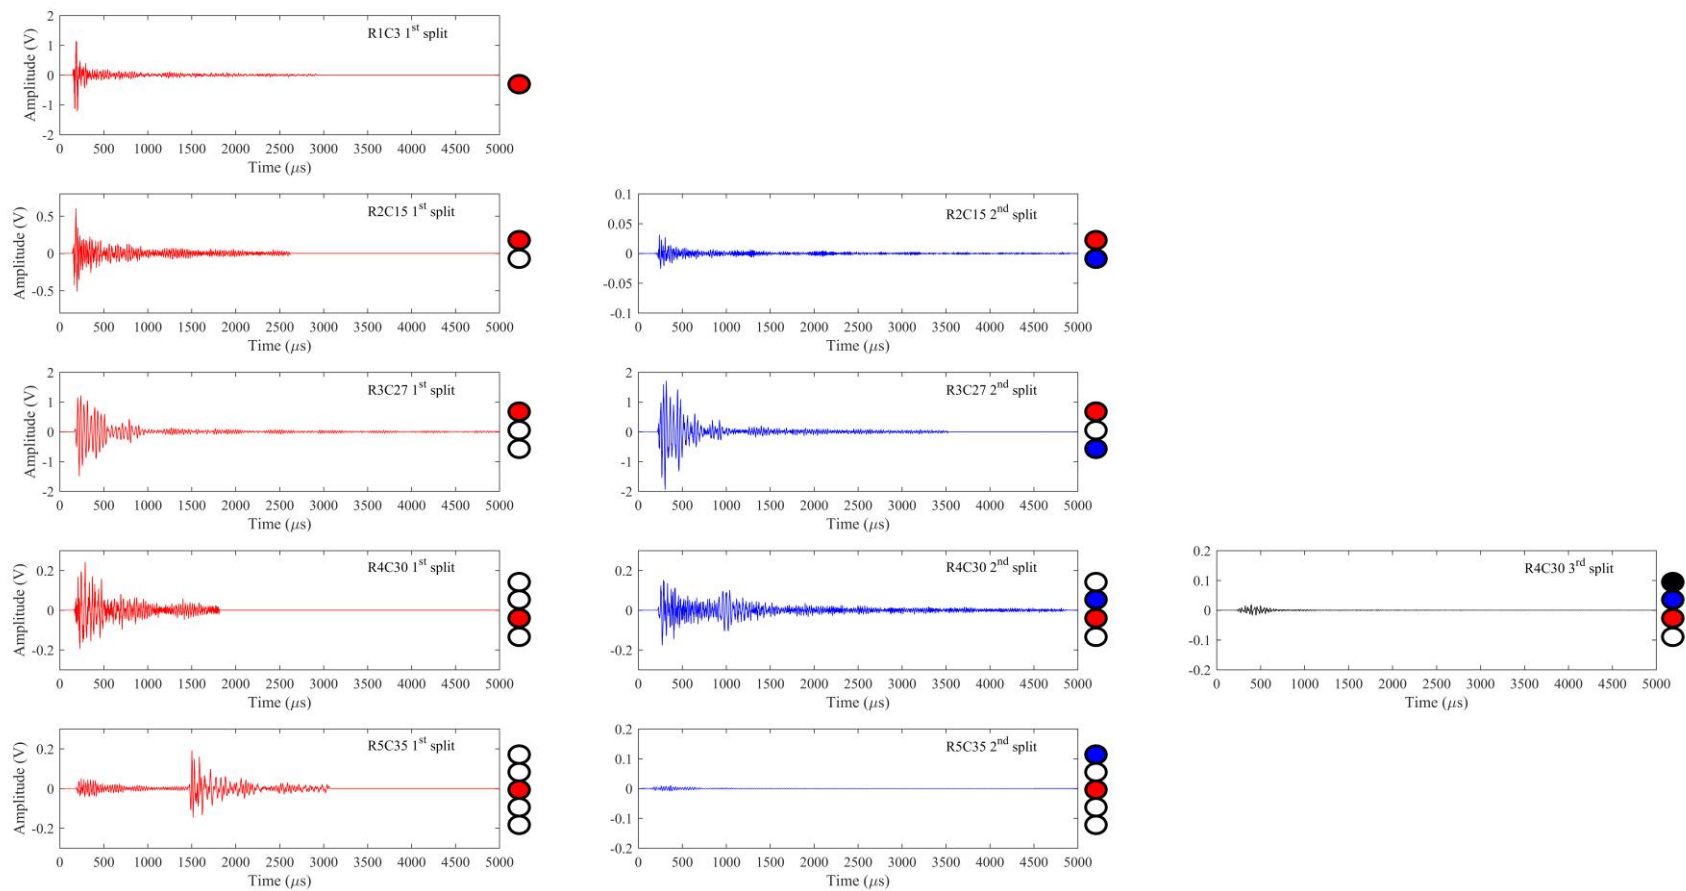 Amplitude (V)
2
1
0
-1
-2
R1C3 1st split
0 500 1000 1500 2000 2500 3000 3500 4000 4500 5000
Time (μs)
Amplitude (V)
0.5
0
-0.5
R2C15 1st split
0 500 1000 1500 2000 2500 3000 3500 4000 4500 5000
Time (μs)
0.1
0.05
0
-0.05
-0.1
R2C15 2nd split
0 500 1000 1500 2000 2500 3000 3500 4000 4500 5000
Time (μs)
Amplitude (V)
2
1
0
-1
-2
R3C27 1st split
0 500 1000 1500 2000 2500 3000 3500 4000 4500 5000
Time (μs)
2
1
0
-1
-2
R3C27 2nd split
0 500 1000 1500 2000 2500 3000 3500 4000 4500 5000
Time (μs)
Amplitude (V)
0.2
0
-0.2
R4C30 1st split
0 500 1000 1500 2000 2500 3000 3500 4000 4500 5000
Time (μs)
0.2
0
-0.2
R4C30 2nd split
0 500 1000 1500 2000 2500 3000 3500 4000 4500 5000
Time (μs)
0.2
0.1
0
-0.1
-0.2
R4C30 3rd split
0 500 1000 1500 2000 2500 3000 3500 4000 4500 5000
Time (μs)
Amplitude (V)
0.2
0
-0.2
R5C35 1st split
0 500 1000 1500 2000 2500 3000 3500 4000 4500 5000
Time (μs)
0.2
0.1
0
-0.1
-0.2
R5C35 2nd split
0 500 1000 1500 2000 2500 3000 3500 4000 4500 5000
Time (μs)